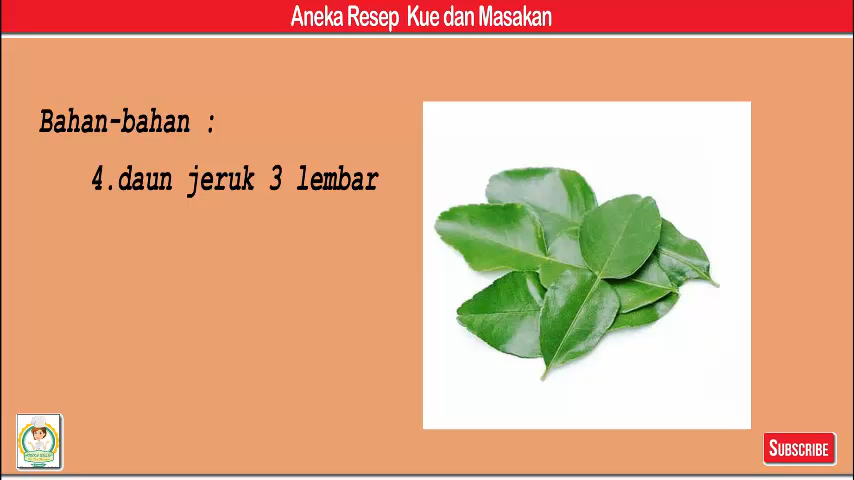 Aneka Resep Kue dan Masakan
Bahan-bahan :
4.daun jeruk 3 lembar
SUBSCRIBE